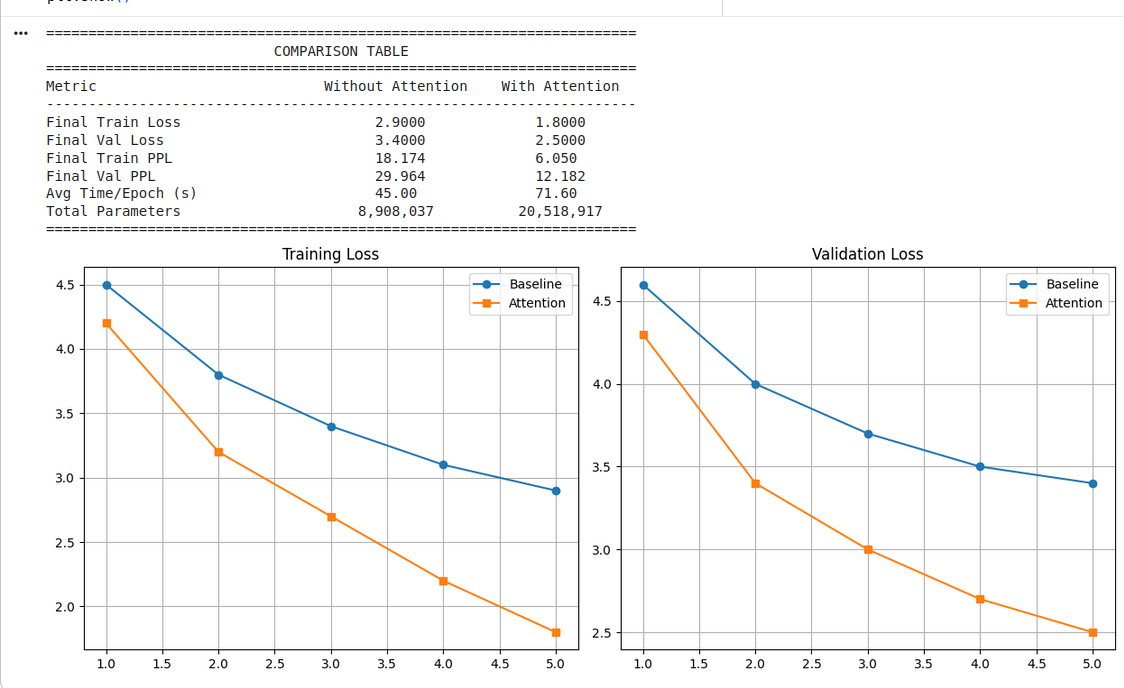 •••
======================================================================
COMPARISON TABLE
======================================================================
Metric Without Attention With Attention
----------------------------------------------------------------------
Final Train Loss 2.9000 1.8000
Final Val Loss 3.4000 2.5000
Final Train PPL 18.174 6.050
Final Val PPL 29.964 12.182
Avg Time/Epoch (s) 45.00 71.60
Total Parameters 8,908,037 20,518,917
======================================================================
Training Loss
Baseline
Attention
4.5
4.0
3.5
3.0
2.5
2.0
1.0 1.5 2.0 2.5 3.0 3.5 4.0 4.5 5.0
Validation Loss
Baseline
Attention
4.5
4.0
3.5
3.0
2.5
1.0 1.5 2.0 2.5 3.0 3.5 4.0 4.5 5.0